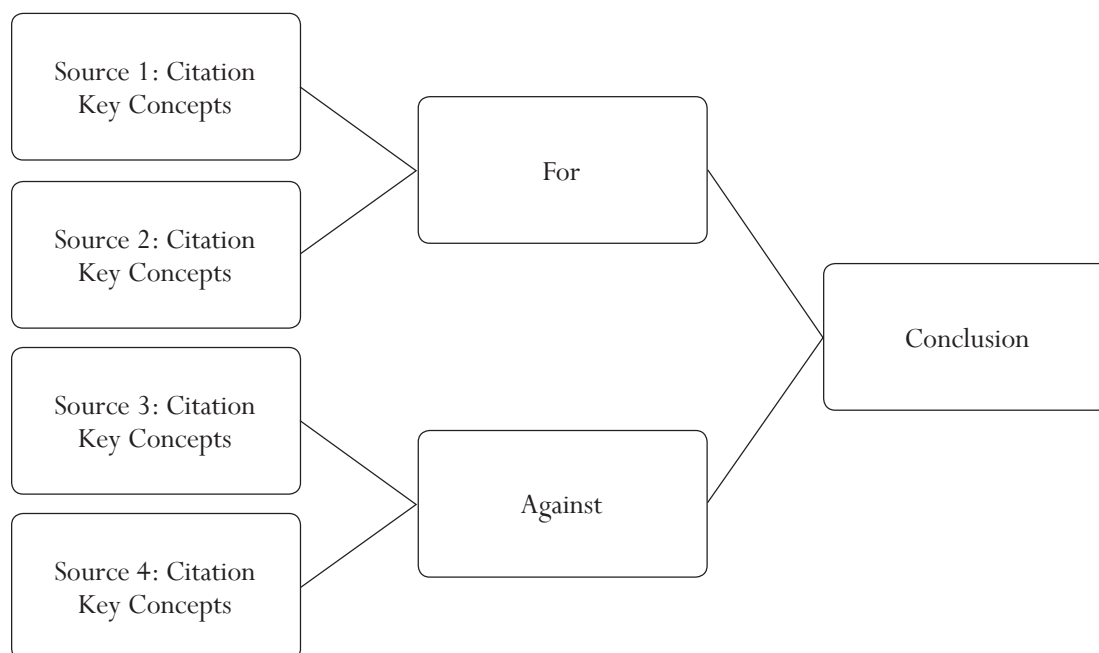 Source 1: Citation
Key Concepts
Source 2: Citation
Key Concepts
For
Source 3: Citation
Key Concepts
Source 4: Citation
Key Concepts
Against
Conclusion